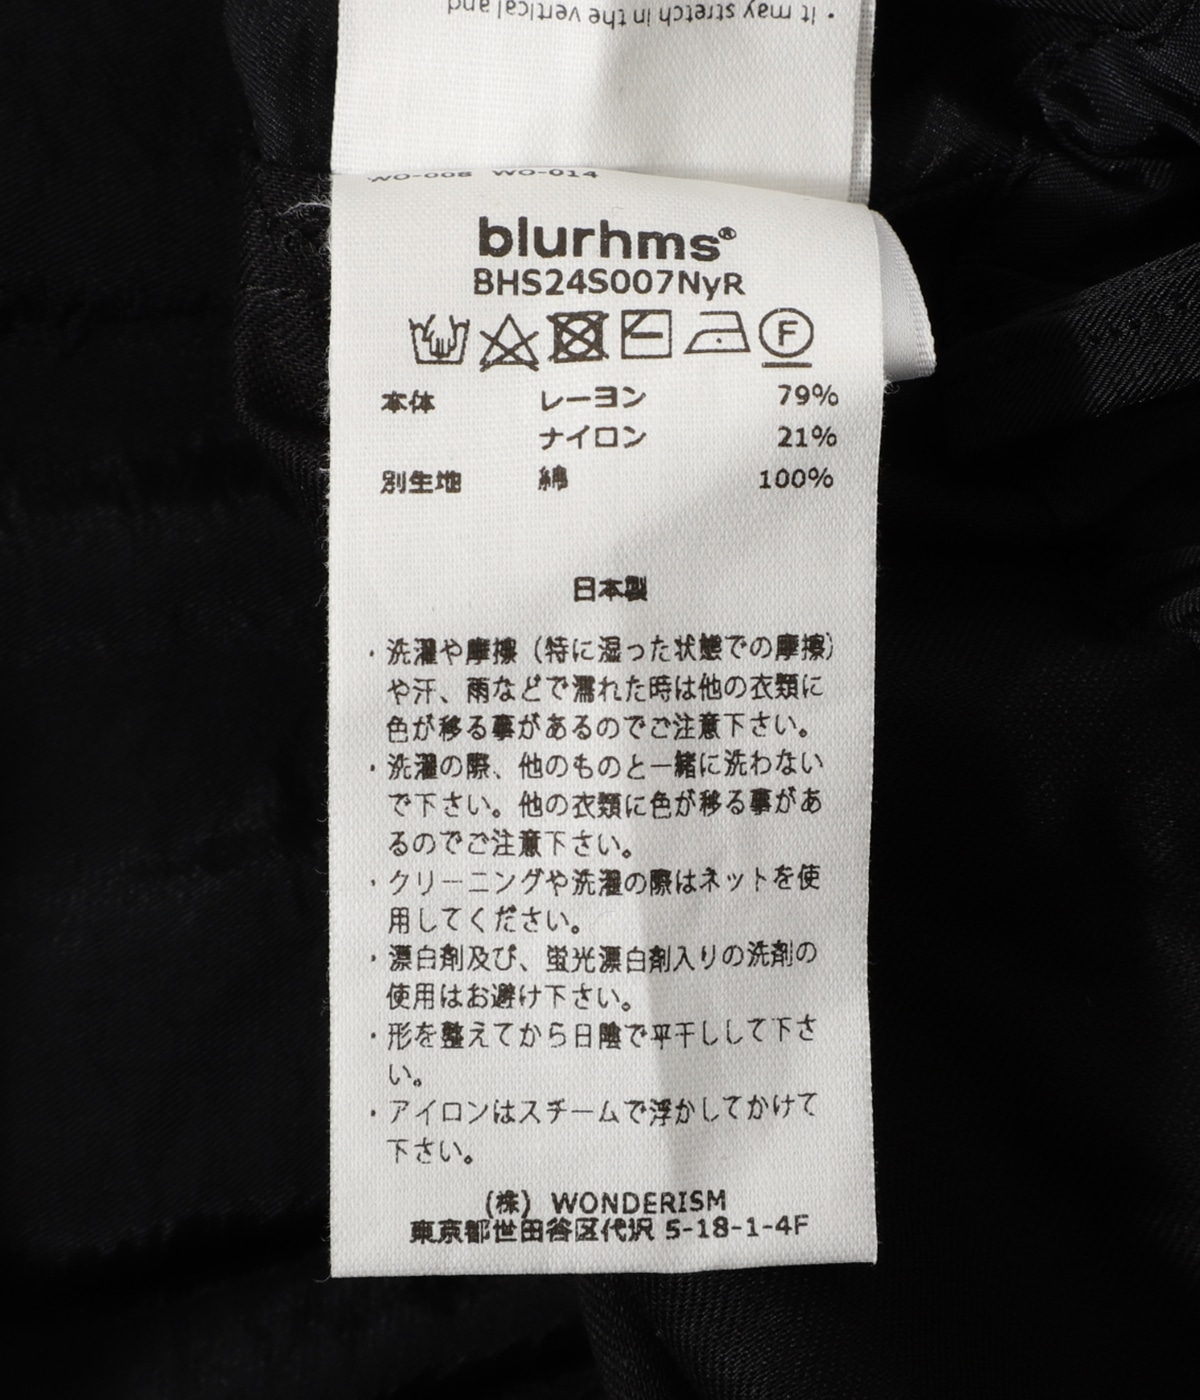 · It may stretch in the vertical and
WO-008 WO-014
blurhms®
BHS24S007NyR
F
本体 レーヨン 79%
ナイロン 21%
別生地 綿 100%
日本製
・洗濯や摩擦（特に湿った状態での摩擦）
や汗、雨などで濡れた時は他の衣類に
色が移る事があるのでご注意下さい。
・洗濯の際、他のものと一緒に洗わない
で下さい。他の衣類に色が移る事があ
るのでご注意下さい。
・クリーニングや洗濯の際はネットを使
用してください。
・漂白剤及び、蛍光漂白剤入りの洗剤の
使用はお避け下さい。
・形を整えてから日陰で平干しして下さ
い。
・アイロンはスチームで浮かしてかけて
下さい。
(株) WONDERISM
東京都世田谷区代沢 5-18-1-4F